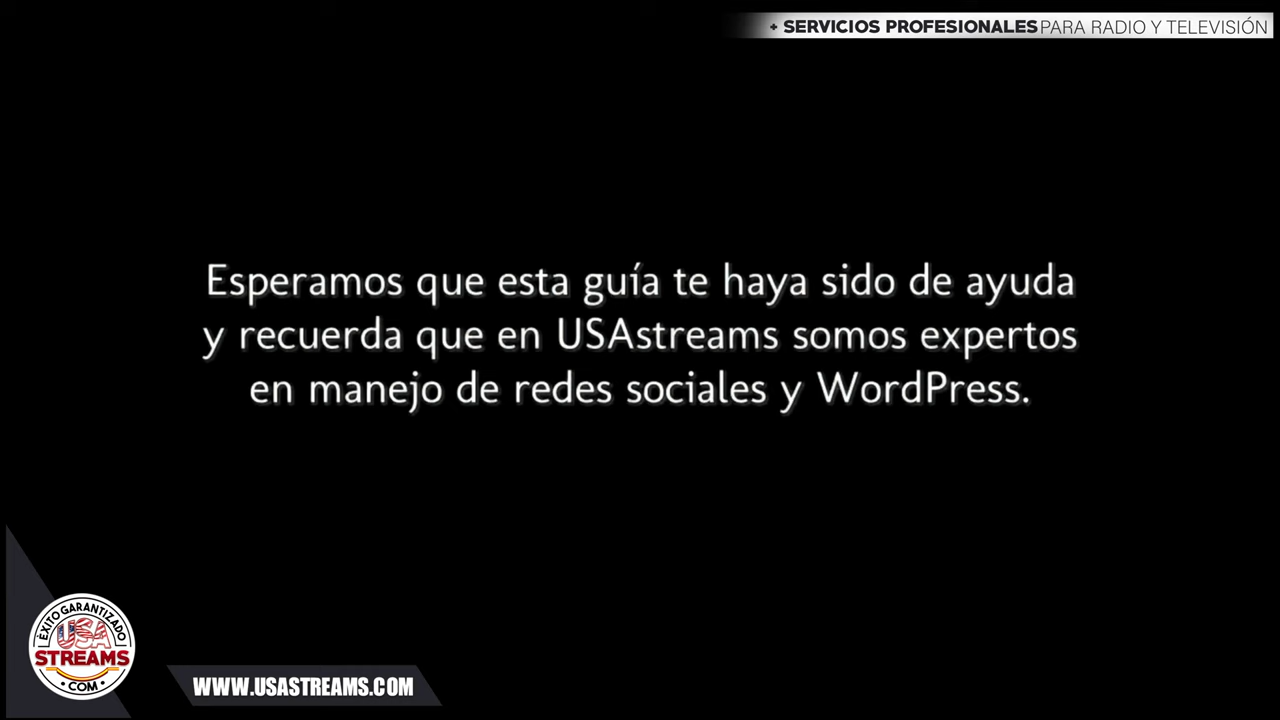 + SERVICIOS PROFESIONALES PARA RADIO Y TELEVISIÓN
Esperamos que esta guía te haya sido de ayuda
y recuerda que en USAstreams somos expertos
en manejo de redes sociales y WordPress.
ÉXITO GARANTIZADO
USA
STREAMS
.COM.
WWW.USASTREAMS.COM